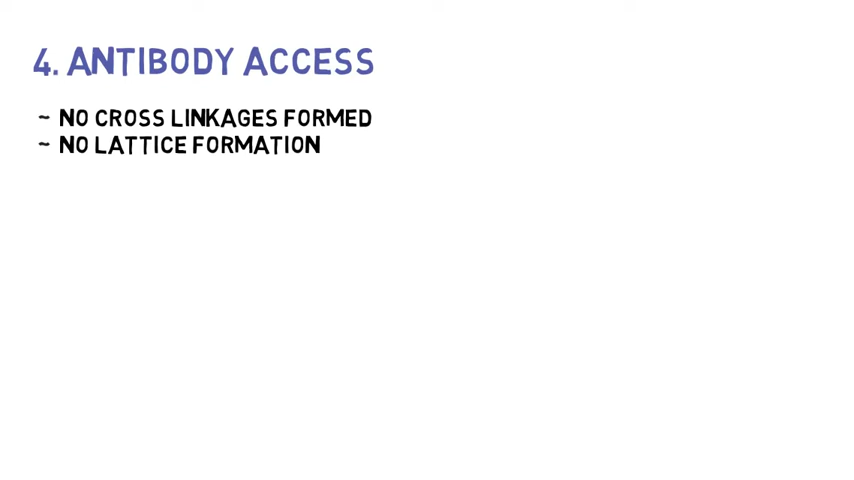 4. ANTIBODY ACCESS
~ NO CROSS LINKAGES FORMED
~ NO LATTICE FORMATION